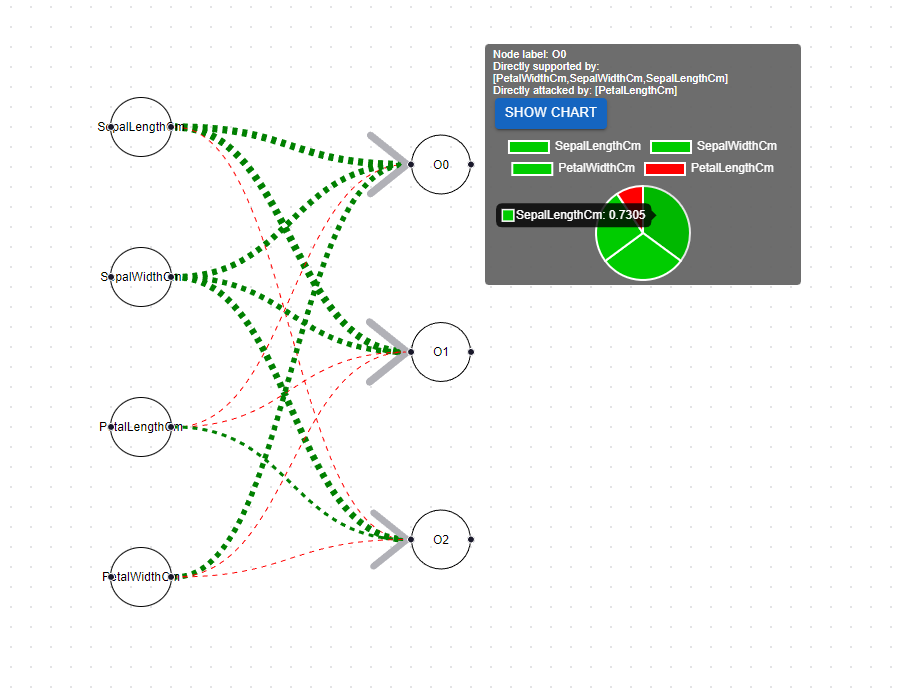 Node label: O0
Directly supported by:
[PetalWidthCm,SepalWidthCm,SepalLengthCm]
Directly attacked by: [PetalLengthCm]
SHOW CHART
SepalLengthCm SepalWidthCm
PetalWidthCm PetalLengthCm
SepalLengthCm: 0.7305
SepalLengthCm
O0
SepalWidthCm
O1
PetalLengthCm
O2
PetalWidthCm